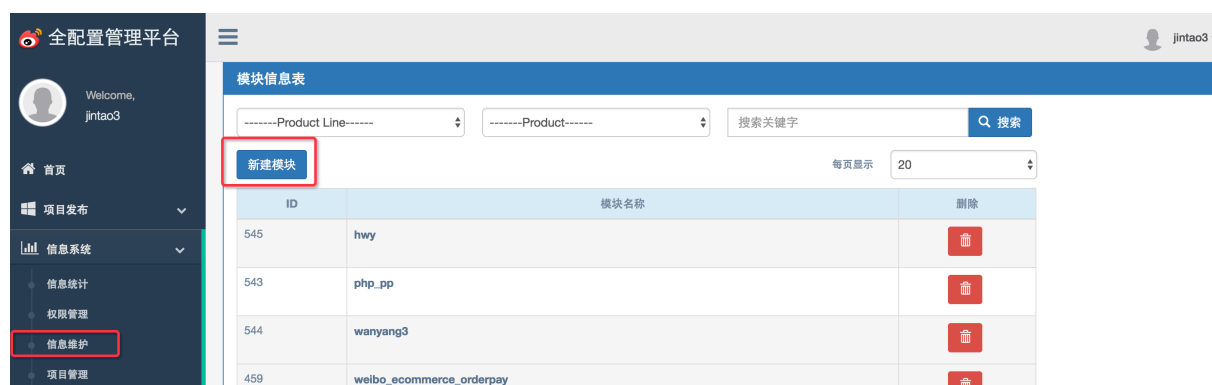 全配置管理平台
jintao3
Welcome,
jintao3
首页
项目发布
信息系统
信息统计
权限管理
信息维护
项目管理
模块信息表
-------Product Line------ -------Product------ 搜索关键字 搜索
新建模块 每页显示 20
ID 模块名称 删除
545 hwy
543 php_pp
544 wanyang3
459 weibo_ecommerce_orderpay